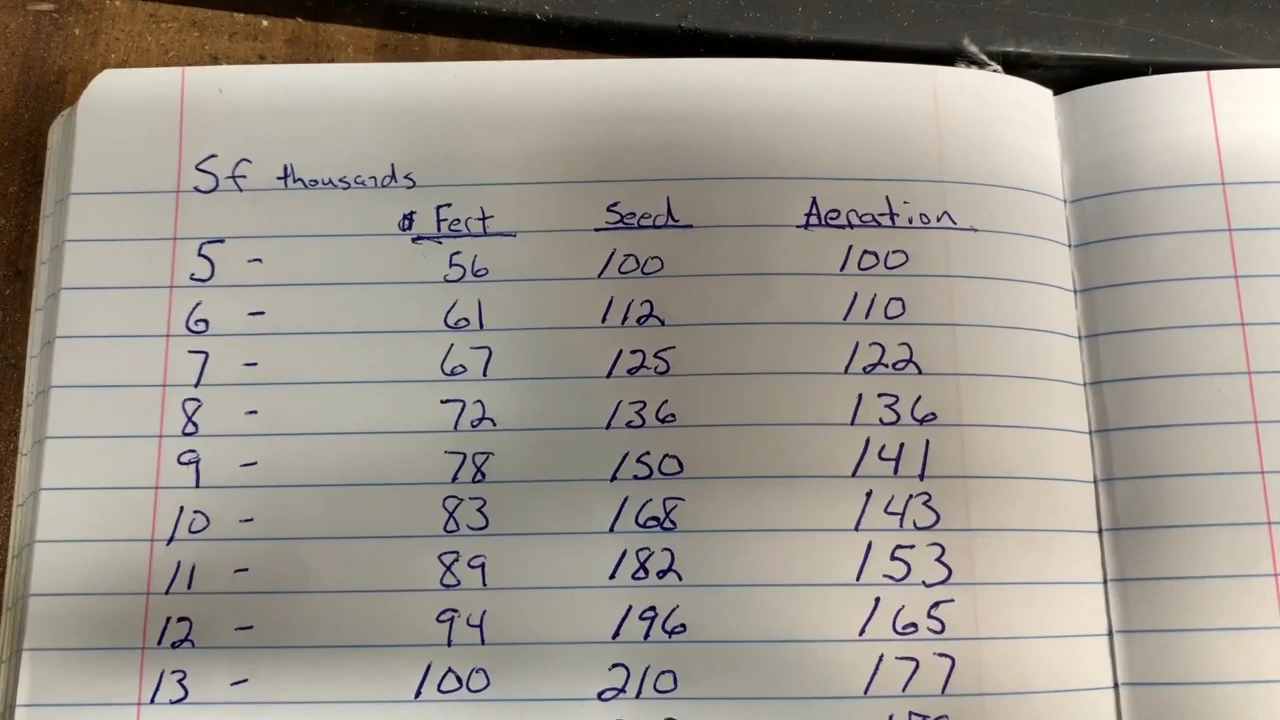 Sf thousands
Fert Seed Aeration
5 - 56 100 100
6 - 61 112 110
7 - 67 125 122
8 - 72 136 136
9 - 78 150 141
10 - 83 168 143
11 - 89 182 153
12 - 94 196 165
13 - 100 210 177